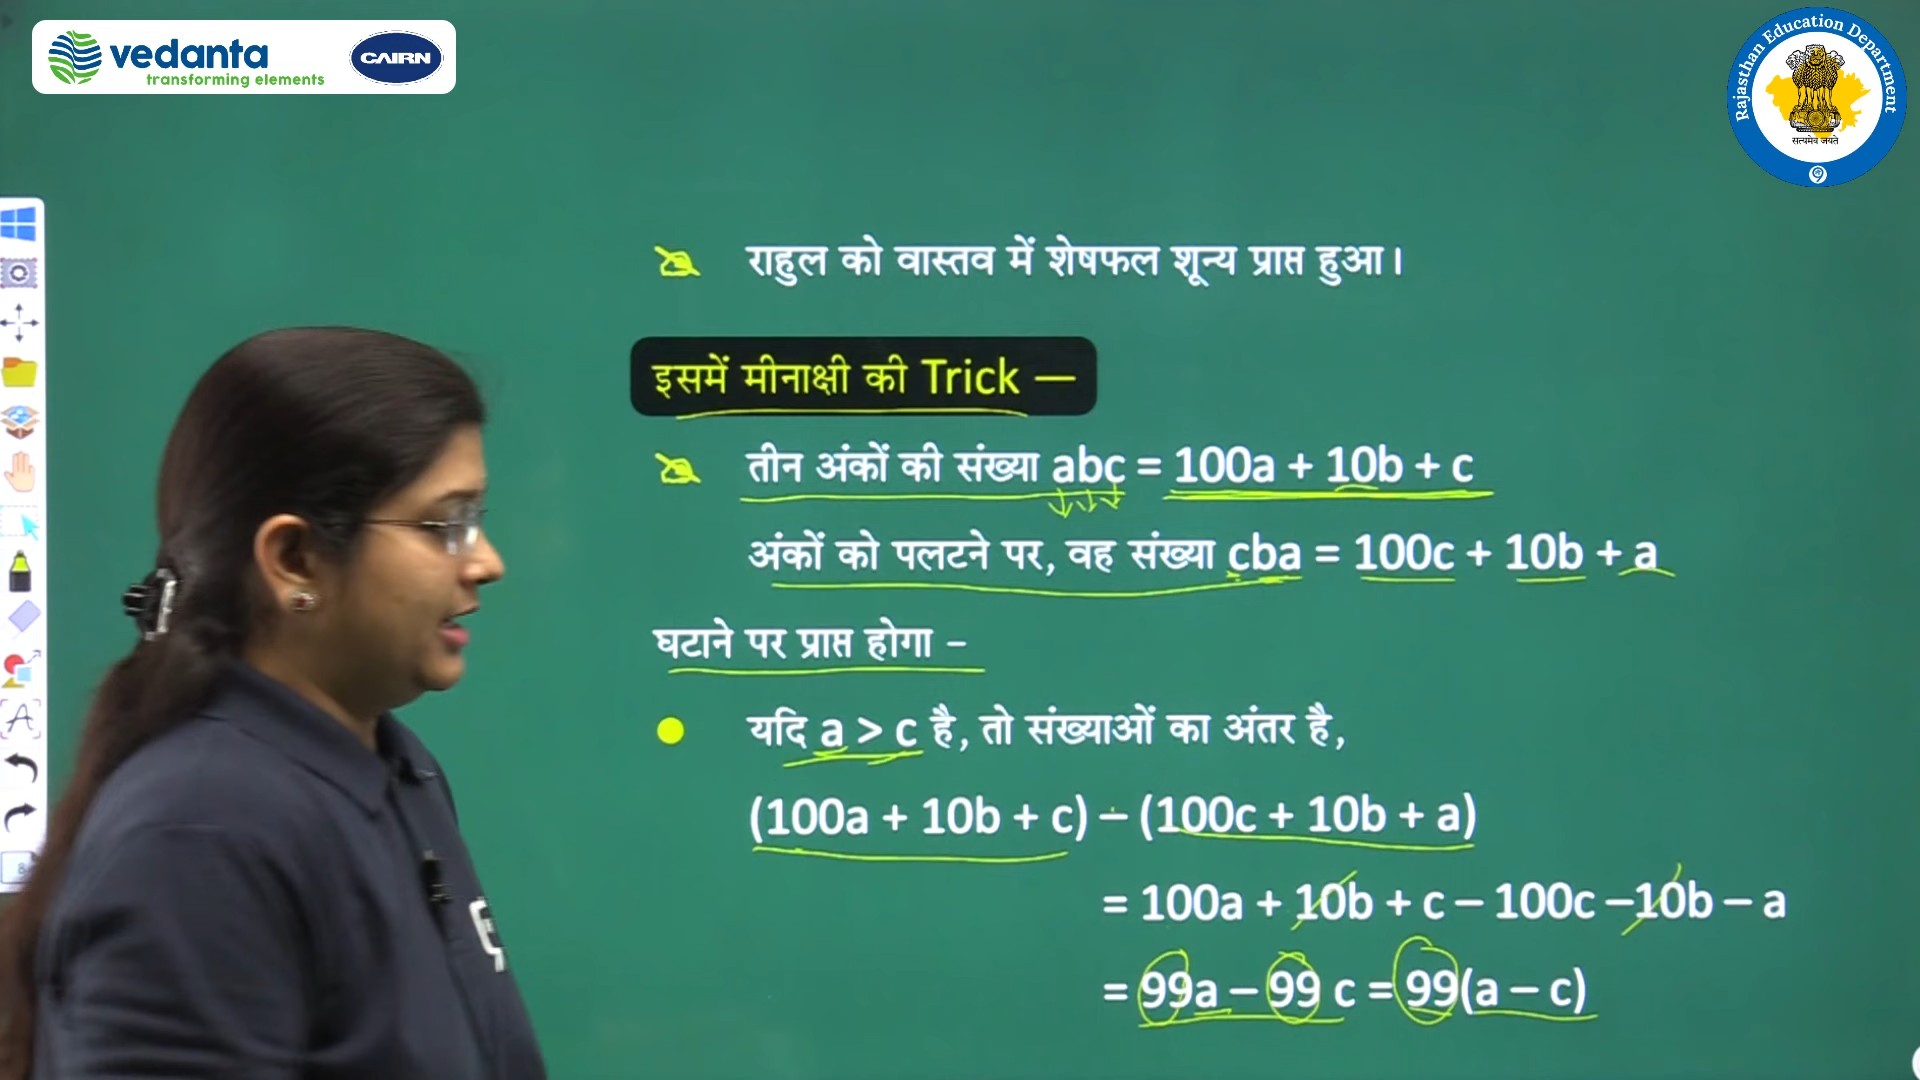 vedanta
transforming elements
CAIRN
Rajasthan Education Department
सत्यमेव जयते
राहुल को वास्तव में शेषफल शून्य प्राप्त हुआ।
इसमें मीनाक्षी की Trick —
तीन अंकों की संख्या abc = 100a + 10b + c
अंकों को पलटने पर, वह संख्या cba = 100c + 10b + a
घटाने पर प्राप्त होगा –
यदि a > c है, तो संख्याओं का अंतर है,
(100a + 10b + c) – (100c + 10b + a)
= 100a + 10b + c – 100c –10b – a
= 99a – 99 c = 99(a – c)